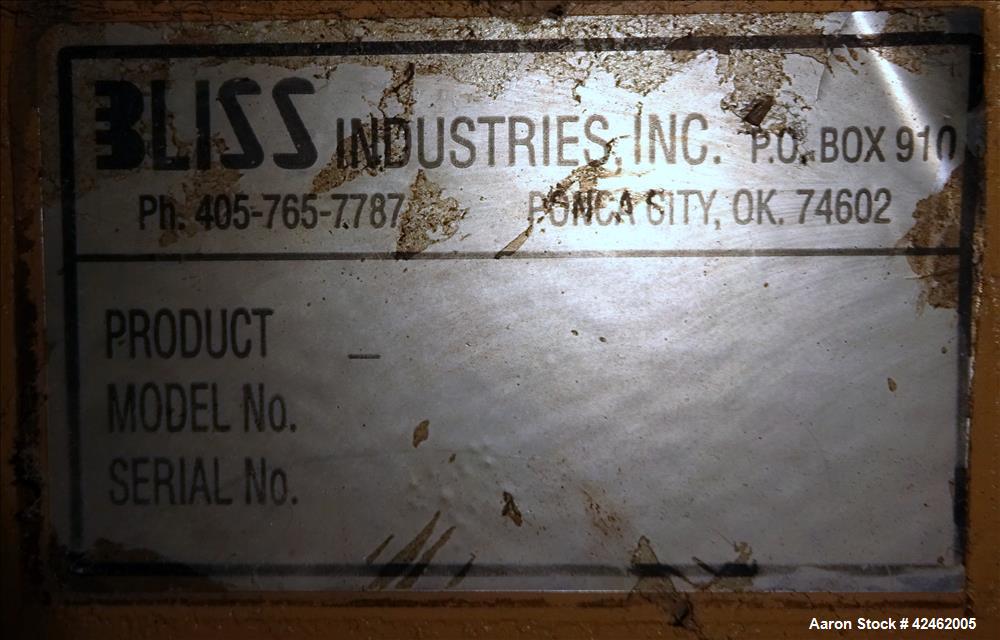 BLISS INDUSTRIES, INC. P.O. BOX 910
Ph. 405-765-7787 PONCA CITY, OK. 74602
PRODUCT _
MODEL No.
SERIAL No.
Aaron Stock # 42462005